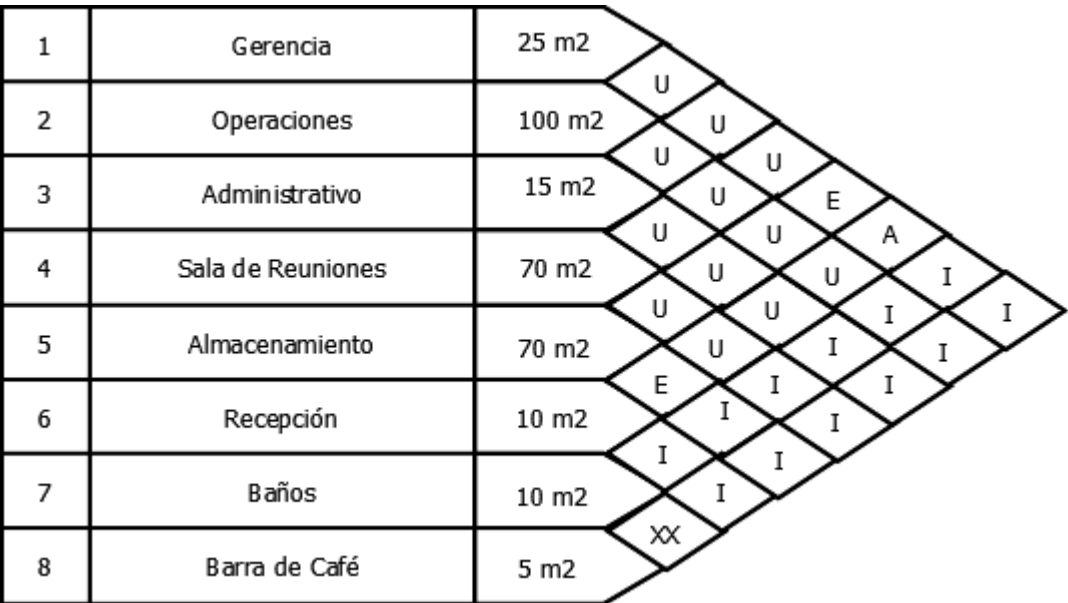 1 Gerencia 25 m2
U
2 Operaciones 100 m2 U
U U
3 Administrativo 15 m2 U E
U U A
4 Sala de Reuniones 70 m2 U U I
U U I I
5 Almacenamiento 70 m2 U I I
E I I
6 Recepción 10 m2 I I
I I
7 Baños 10 m2 I
XX
8 Barra de Café 5 m2